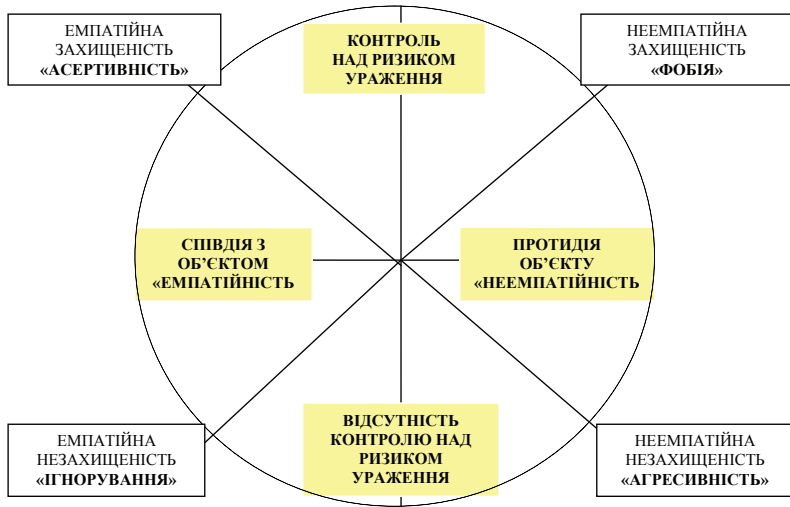 ЕМПАТІЙНА
ЗАХИЩЕНІСТЬ
«АСЕРТИВНІСТЬ»
КОНТРОЛЬ
НАД РИЗИКОМ
УРАЖЕННЯ
НЕЕМПАТІЙНА
ЗАХИЩЕНІСТЬ
«ФОБІЯ»
СПІВДІЯ З
ОБ’ЄКТОМ
«ЕМПАТІЙНІСТЬ
ПРОТИДІЯ
ОБ’ЄКТУ
«НЕЕМПАТІЙНІСТЬ
ЕМПАТІЙНА
НЕЗАХИЩЕНІСТЬ
«ІГНОРУВАННЯ»
ВІДСУТНІСТЬ
КОНТРОЛЮ НАД
РИЗИКОМ
УРАЖЕННЯ
НЕЕМПАТІЙНА
НЕЗАХИЩЕНІСТЬ
«АГРЕСИВНІСТЬ»